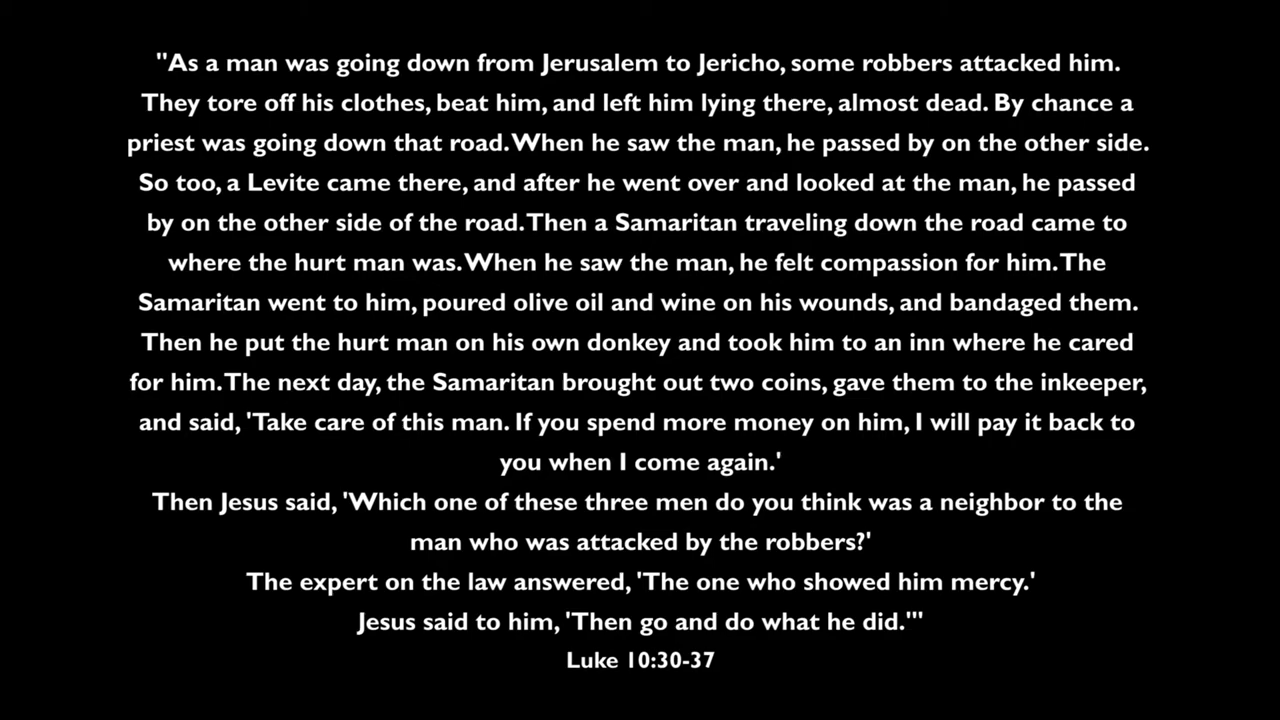 "As a man was going down from Jerusalem to Jericho, some robbers attacked him.
They tore off his clothes, beat him, and left him lying there, almost dead. By chance a
priest was going down that road. When he saw the man, he passed by on the other side.
So too, a Levite came there, and after he went over and looked at the man, he passed
by on the other side of the road. Then a Samaritan traveling down the road came to
where the hurt man was. When he saw the man, he felt compassion for him. The
Samaritan went to him, poured olive oil and wine on his wounds, and bandaged them.
Then he put the hurt man on his own donkey and took him to an inn where he cared
for him. The next day, the Samaritan brought out two coins, gave them to the inkeeper,
and said, 'Take care of this man. If you spend more money on him, I will pay it back to
you when I come again.'
Then Jesus said, 'Which one of these three men do you think was a neighbor to the
man who was attacked by the robbers?'
The expert on the law answered, 'The one who showed him mercy.'
Jesus said to him, 'Then go and do what he did.'"
Luke 10:30-37